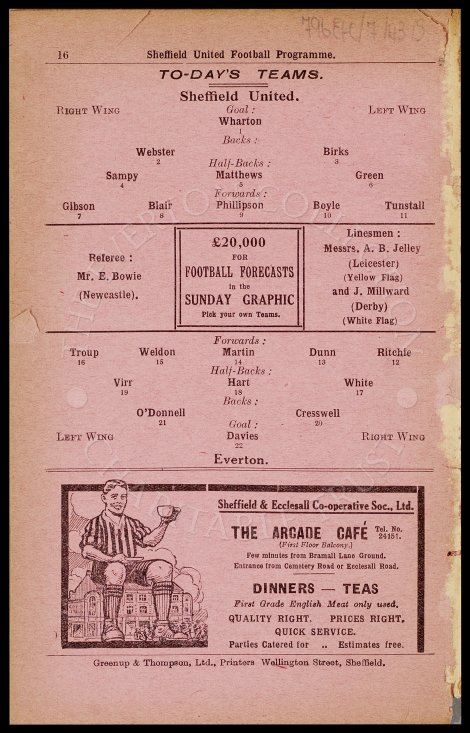 16 Sheffield United Football Programme.
TO-DAY'S TEAMS.
Sheffield United.
RIGHT WING Goal: LEFT WING
Wharton
1
Backs:
Webster Birks
2 3
Half-Backs:
Sampy Matthews Green
4 5 6
Forwards:
Gibson Blair Phillipson Boyle Tunstall
7 8 9 10 11
Referee:
Mr. E. Bowie
(Newcastle).
£20,000
FOR
FOOTBALL FORECASTS
in the
SUNDAY GRAPHIC
Pick your own Teams.
Linesmen:
Messrs. A. B. Jelley
(Leicester)
(Yellow Flag)
and J. Millward
(Derby)
(White Flag)
Forwards:
Troup Weldon Martin Dunn Ritchie
16 15 14 13 12
Half-Backs:
Virr Hart White
19 18 17
Backs:
O'Donnell Cresswell
21 20
Goal:
LEFT WING Davies RIGHT WING
22
Everton.
Sheffield & Ecclesall Co-operative Soc., Ltd.
THE ARCADE CAFÉ Tel. No. 24151.
(First Floor Balcony.)
Few minutes from Bramall Lane Ground.
Entrance from Cemetery Road or Ecclesall Road.
DINNERS — TEAS
First Grade English Meat only used.
QUALITY RIGHT. PRICES RIGHT.
QUICK SERVICE.
Parties Catered for .. Estimates free.
Greenup & Thompson, Ltd., Printers Wellington Street, Sheffield.